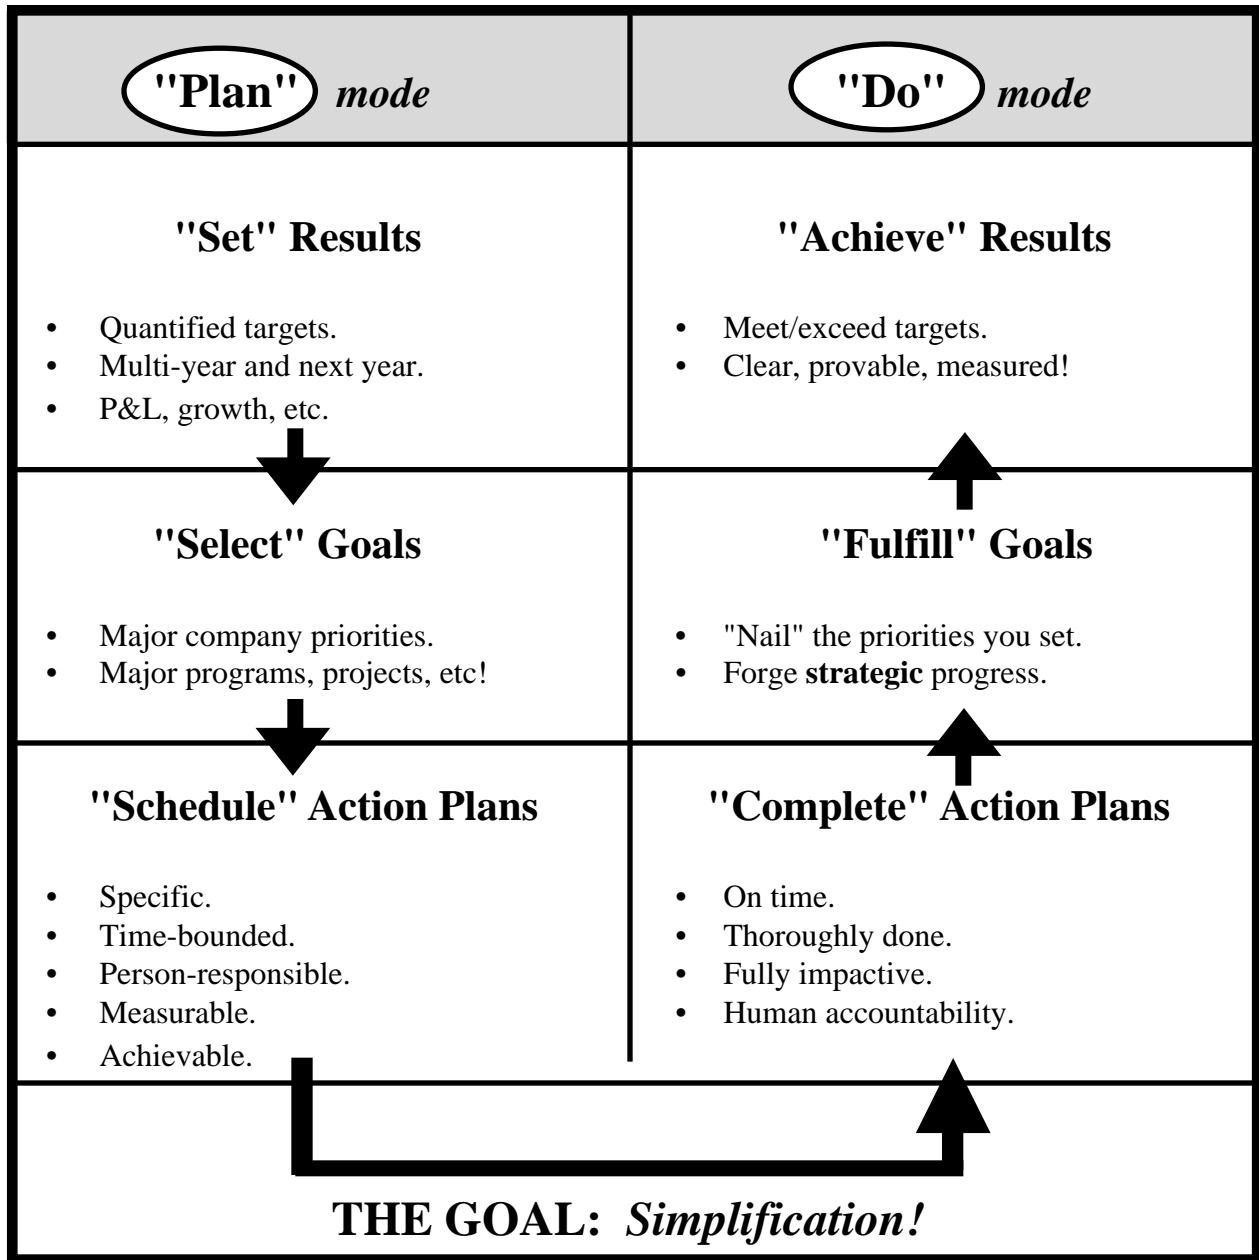 "Plan" mode
"Do" mode
"Set" Results
• Quantified targets.
• Multi-year and next year.
• P&L, growth, etc.
"Achieve" Results
• Meet/exceed targets.
• Clear, provable, measured!
"Select" Goals
• Major company priorities.
• Major programs, projects, etc!
"Fulfill" Goals
• "Nail" the priorities you set.
• Forge strategic progress.
"Schedule" Action Plans
• Specific.
• Time-bounded.
• Person-responsible.
• Measurable.
• Achievable.
"Complete" Action Plans
• On time.
• Thoroughly done.
• Fully impactive.
• Human accountability.
THE GOAL: Simplification!